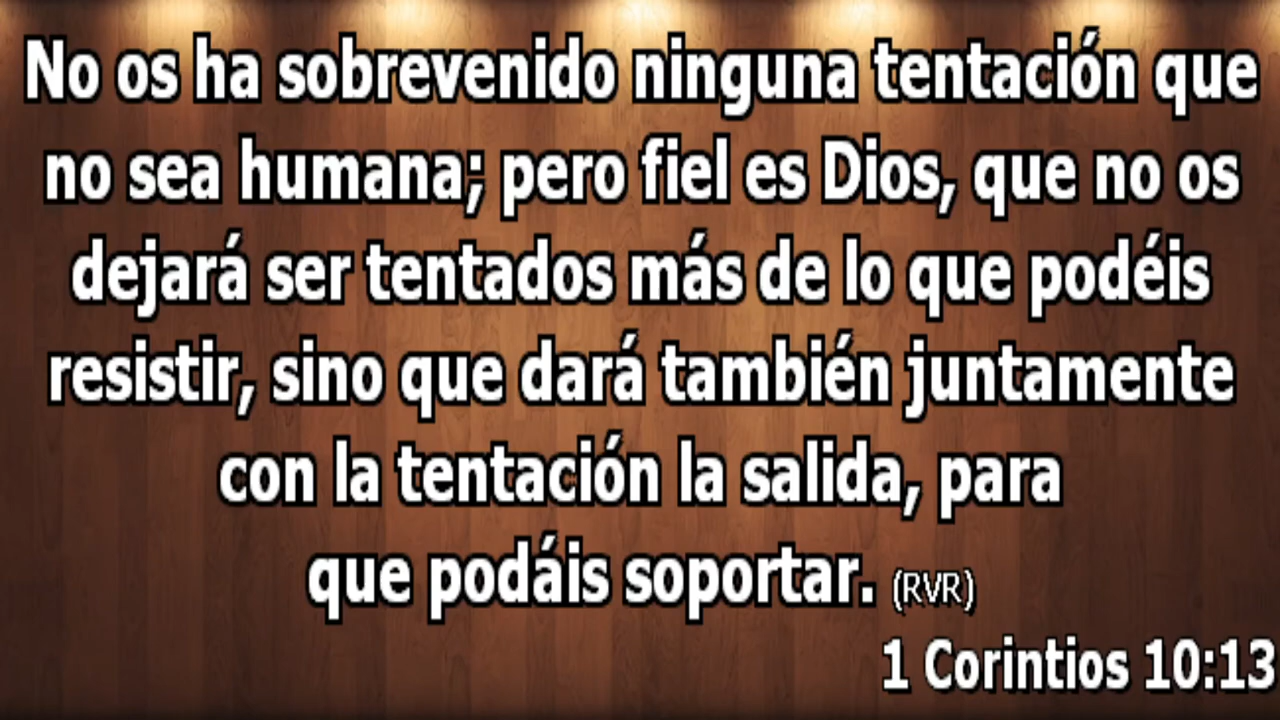 No os ha sobrevenido ninguna tentación que
no sea humana; pero fiel es Dios, que no os
dejará ser tentados más de lo que podéis
resistir, sino que dará también juntamente
con la tentación la salida, para
que podáis soportar. (RVR)
1 Corintios 10:13